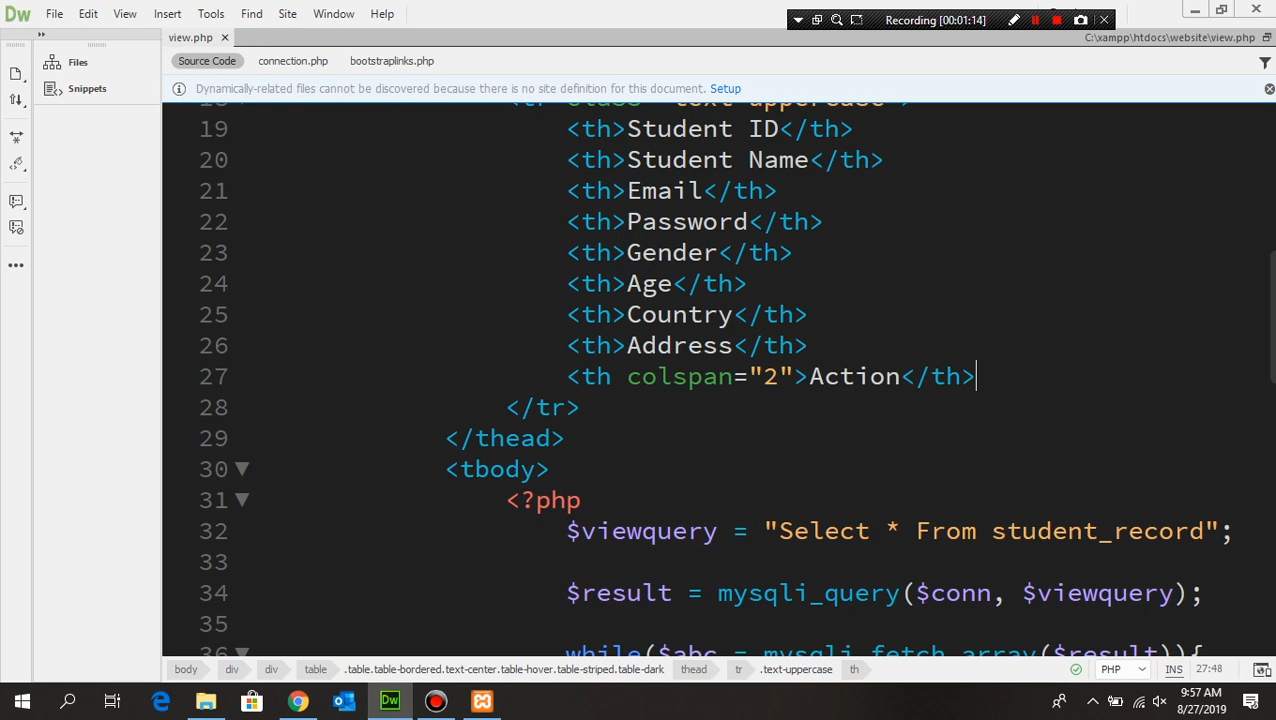 Dw File Edit View Insert Tools Find Site Window Help
Recording [00:01:14]
view.php
C:\xampp\htdocs\website\view.php
Files
Snippets
Source Code connection.php bootstraplinks.php
Dynamically-related files cannot be discovered because there is no site definition for this document. Setup
19 <th>Student ID</th>
20 <th>Student Name</th>
21 <th>Email</th>
22 <th>Password</th>
23 <th>Gender</th>
24 <th>Age</th>
25 <th>Country</th>
26 <th>Address</th>
27 <th colspan="2">Action</th>
28 </tr>
29 </thead>
30 <tbody>
31 <?php
32 $viewquery = "Select * From student_record";
33
34 $result = mysqli_query($conn, $viewquery);
35
36 while($abc = mysqli_fetch_array($result)){
body div div table .table.table-bordered.text-center.table-hover.table-striped.table-dark thead tr .text-uppercase th
PHP INS 27:48
Dw
3:57 AM
8/27/2019